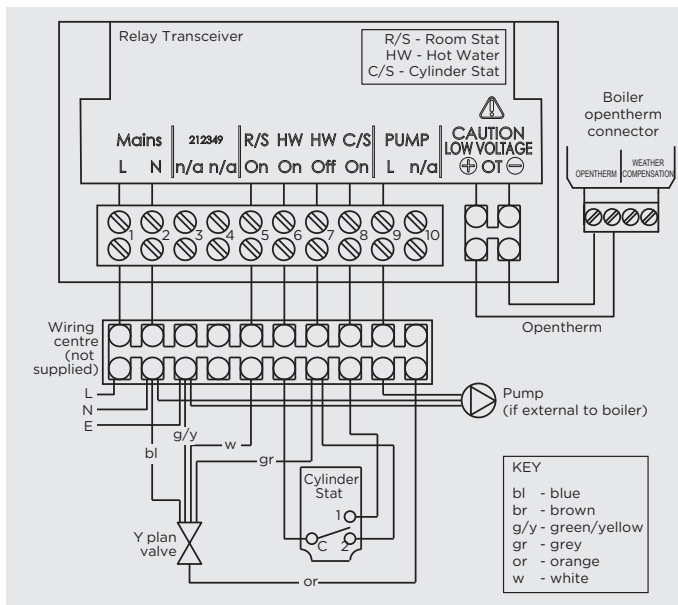 Relay Transceiver
R/S - Room Stat
HW - Hot Water
C/S - Cylinder Stat
Boiler
opentherm
connector
OPENTHERM
WEATHER
COMPENSATION
Mains
212349
R/S HW HW C/S
PUMP
CAUTION
LOW VOLTAGE
L N n/a n/a On On Off On L n/a
+ OT −
1 2 3 4 5 6 7 8 9 10
Opentherm
Wiring
centre
(not
supplied)
L
N
E
g/y
bl
w
gr
Pump
(if external to boiler)
Cylinder
Stat
1
C 2
Y plan
valve
or
KEY
bl - blue
br - brown
g/y - green/yellow
gr - grey
or - orange
w - white